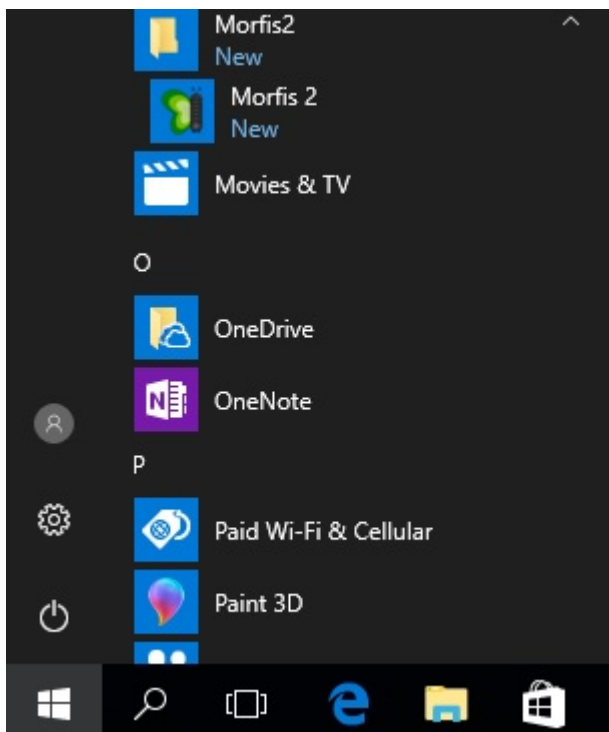 Morfis2
New
Morfis 2
New
Movies & TV
O
OneDrive
OneNote
P
Paid Wi-Fi & Cellular
Paint 3D